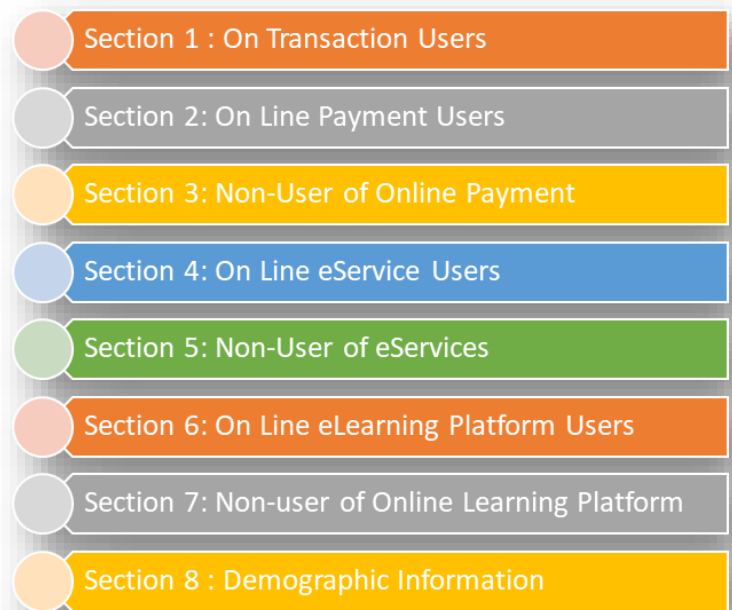 Section 1 : On Transaction Users
Section 2: On Line Payment Users
Section 3: Non-User of Online Payment
Section 4: On Line eService Users
Section 5: Non-User of eServices
Section 6: On Line eLearning Platform Users
Section 7: Non-user of Online Learning Platform
Section 8 : Demographic Information